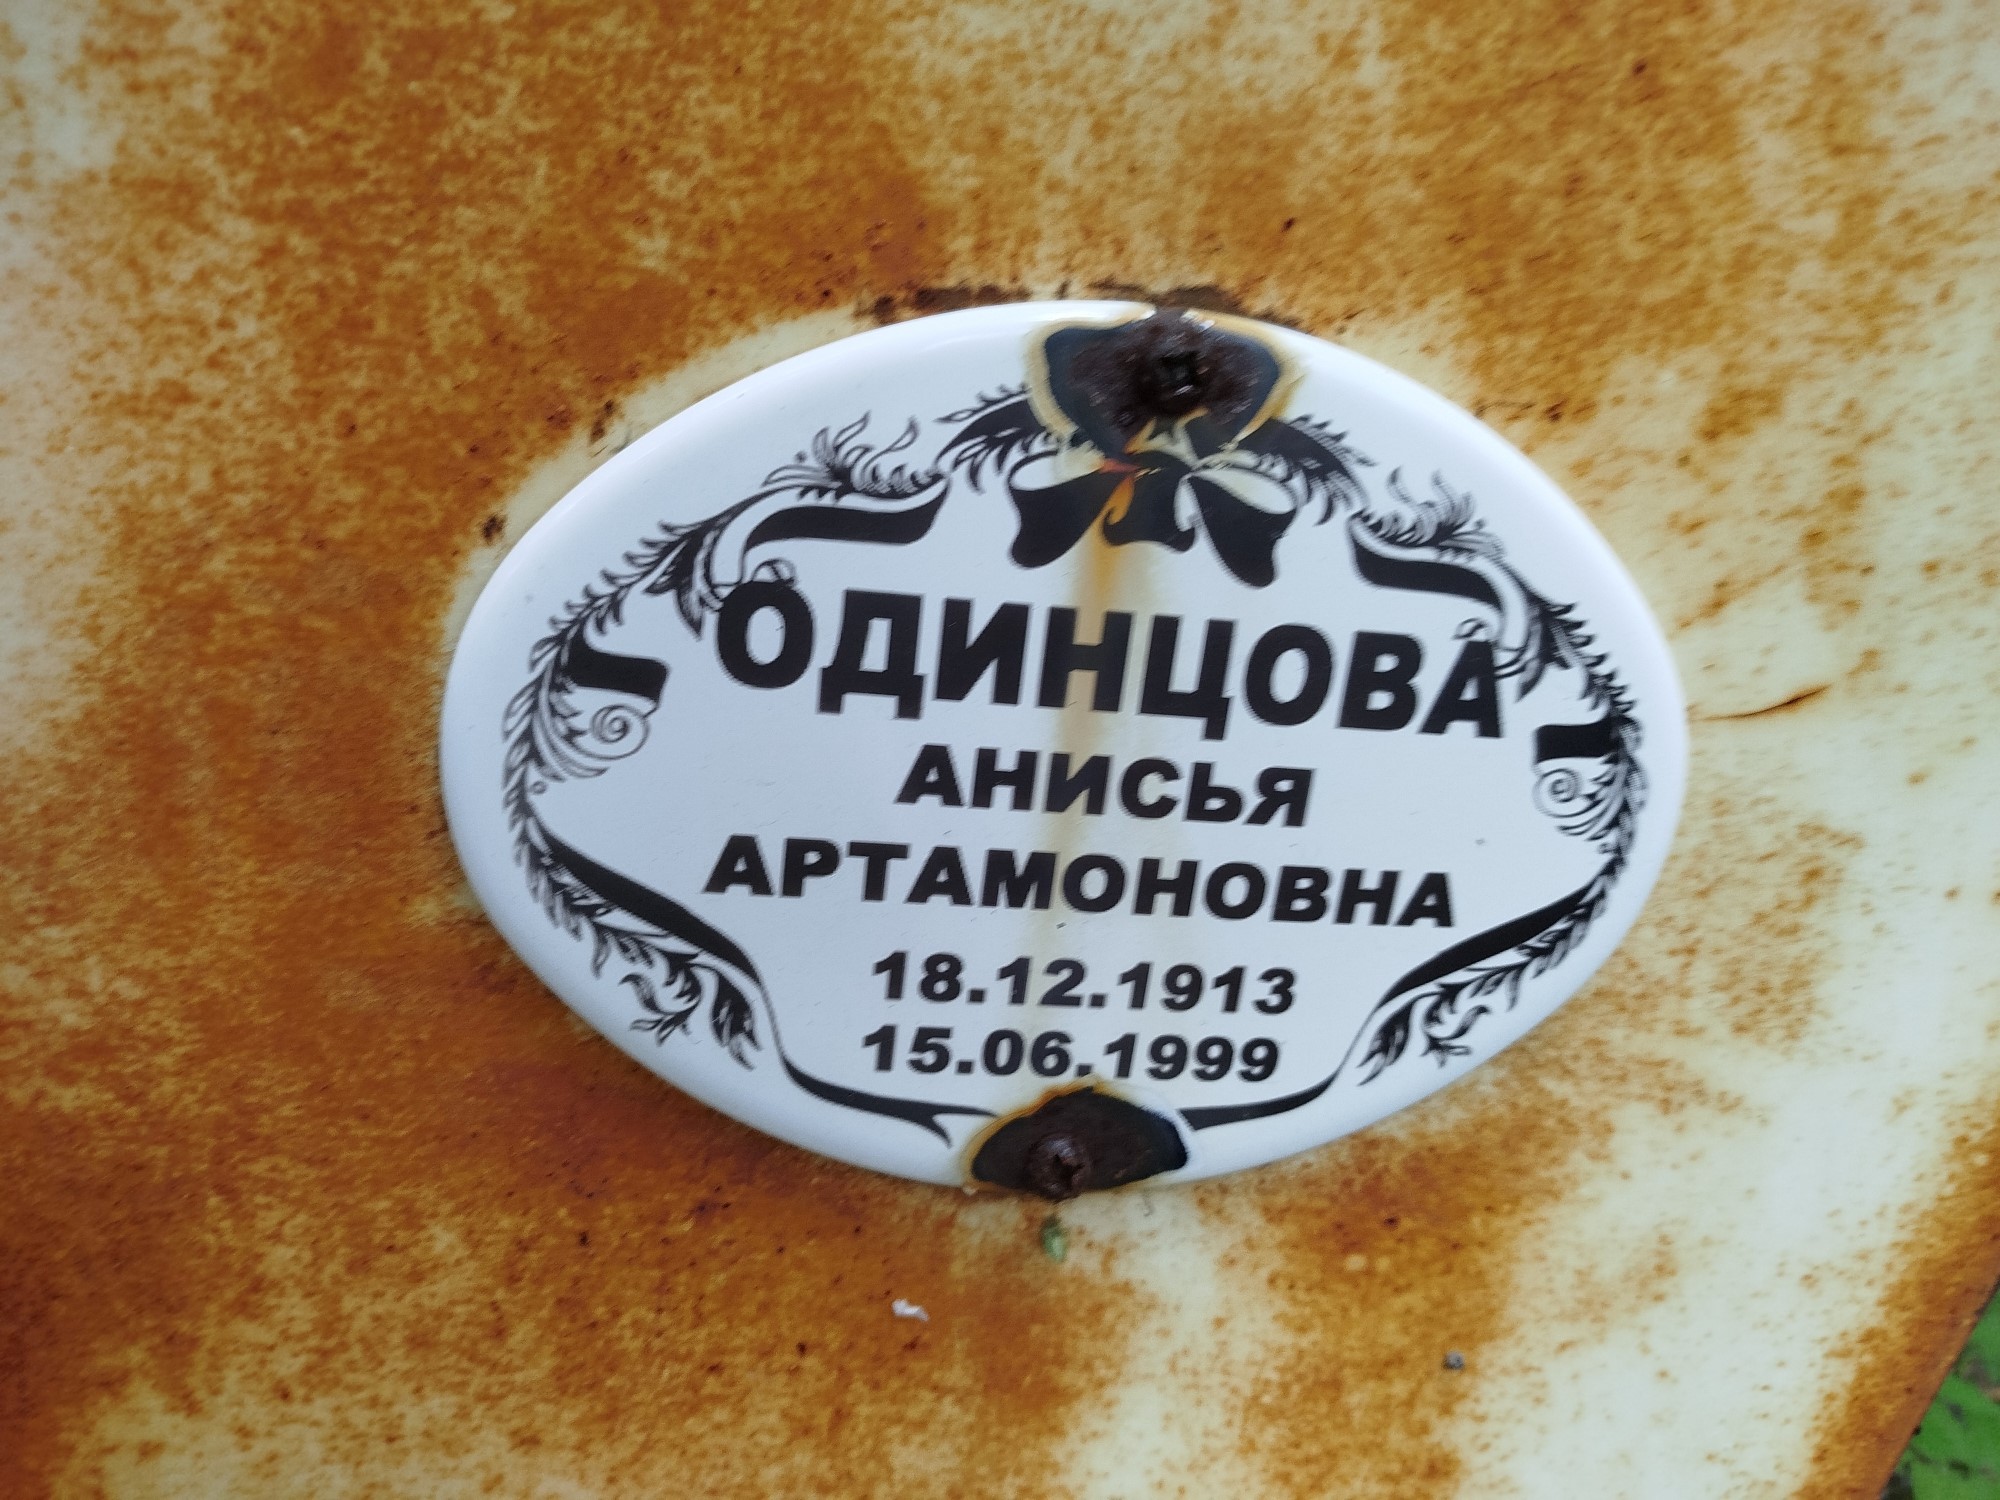 ОДИНЦОВА
АНИСЬЯ
АРТАМОНОВНА
18.12.1913
15.06.1999